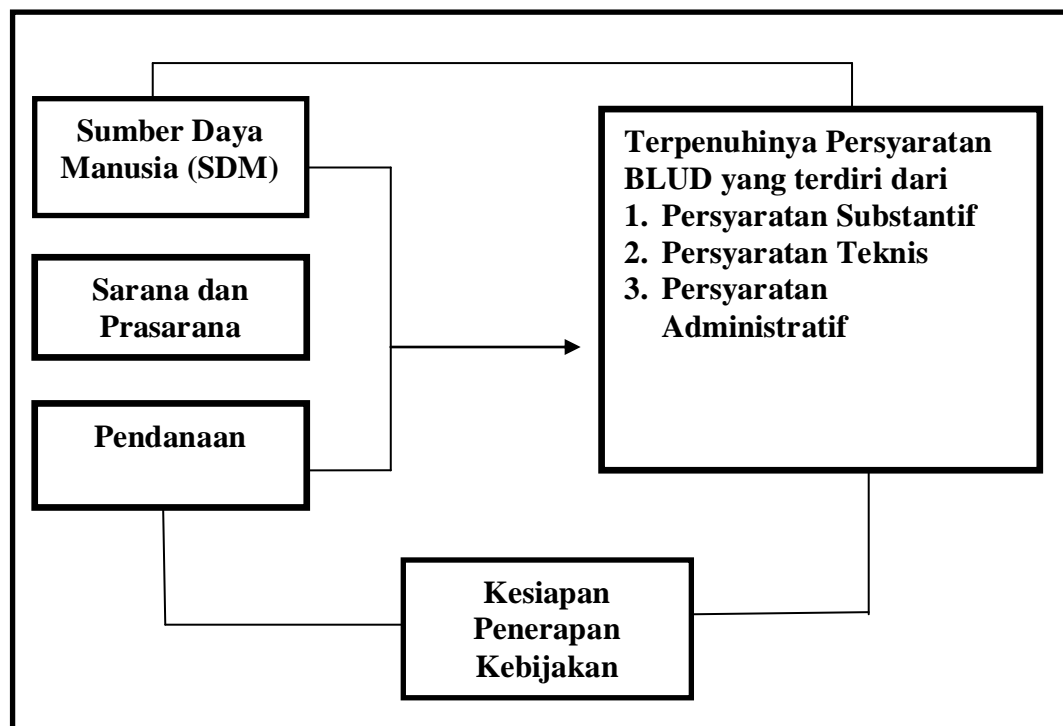 Sumber Daya
Manusia (SDM)
Sarana dan
Prasarana
Pendanaan
Terpenuhinya Persyaratan
BLUD yang terdiri dari
1. Persyaratan Substantif
2. Persyaratan Teknis
3. Persyaratan
Administratif
Kesiapan
Penerapan
Kebijakan